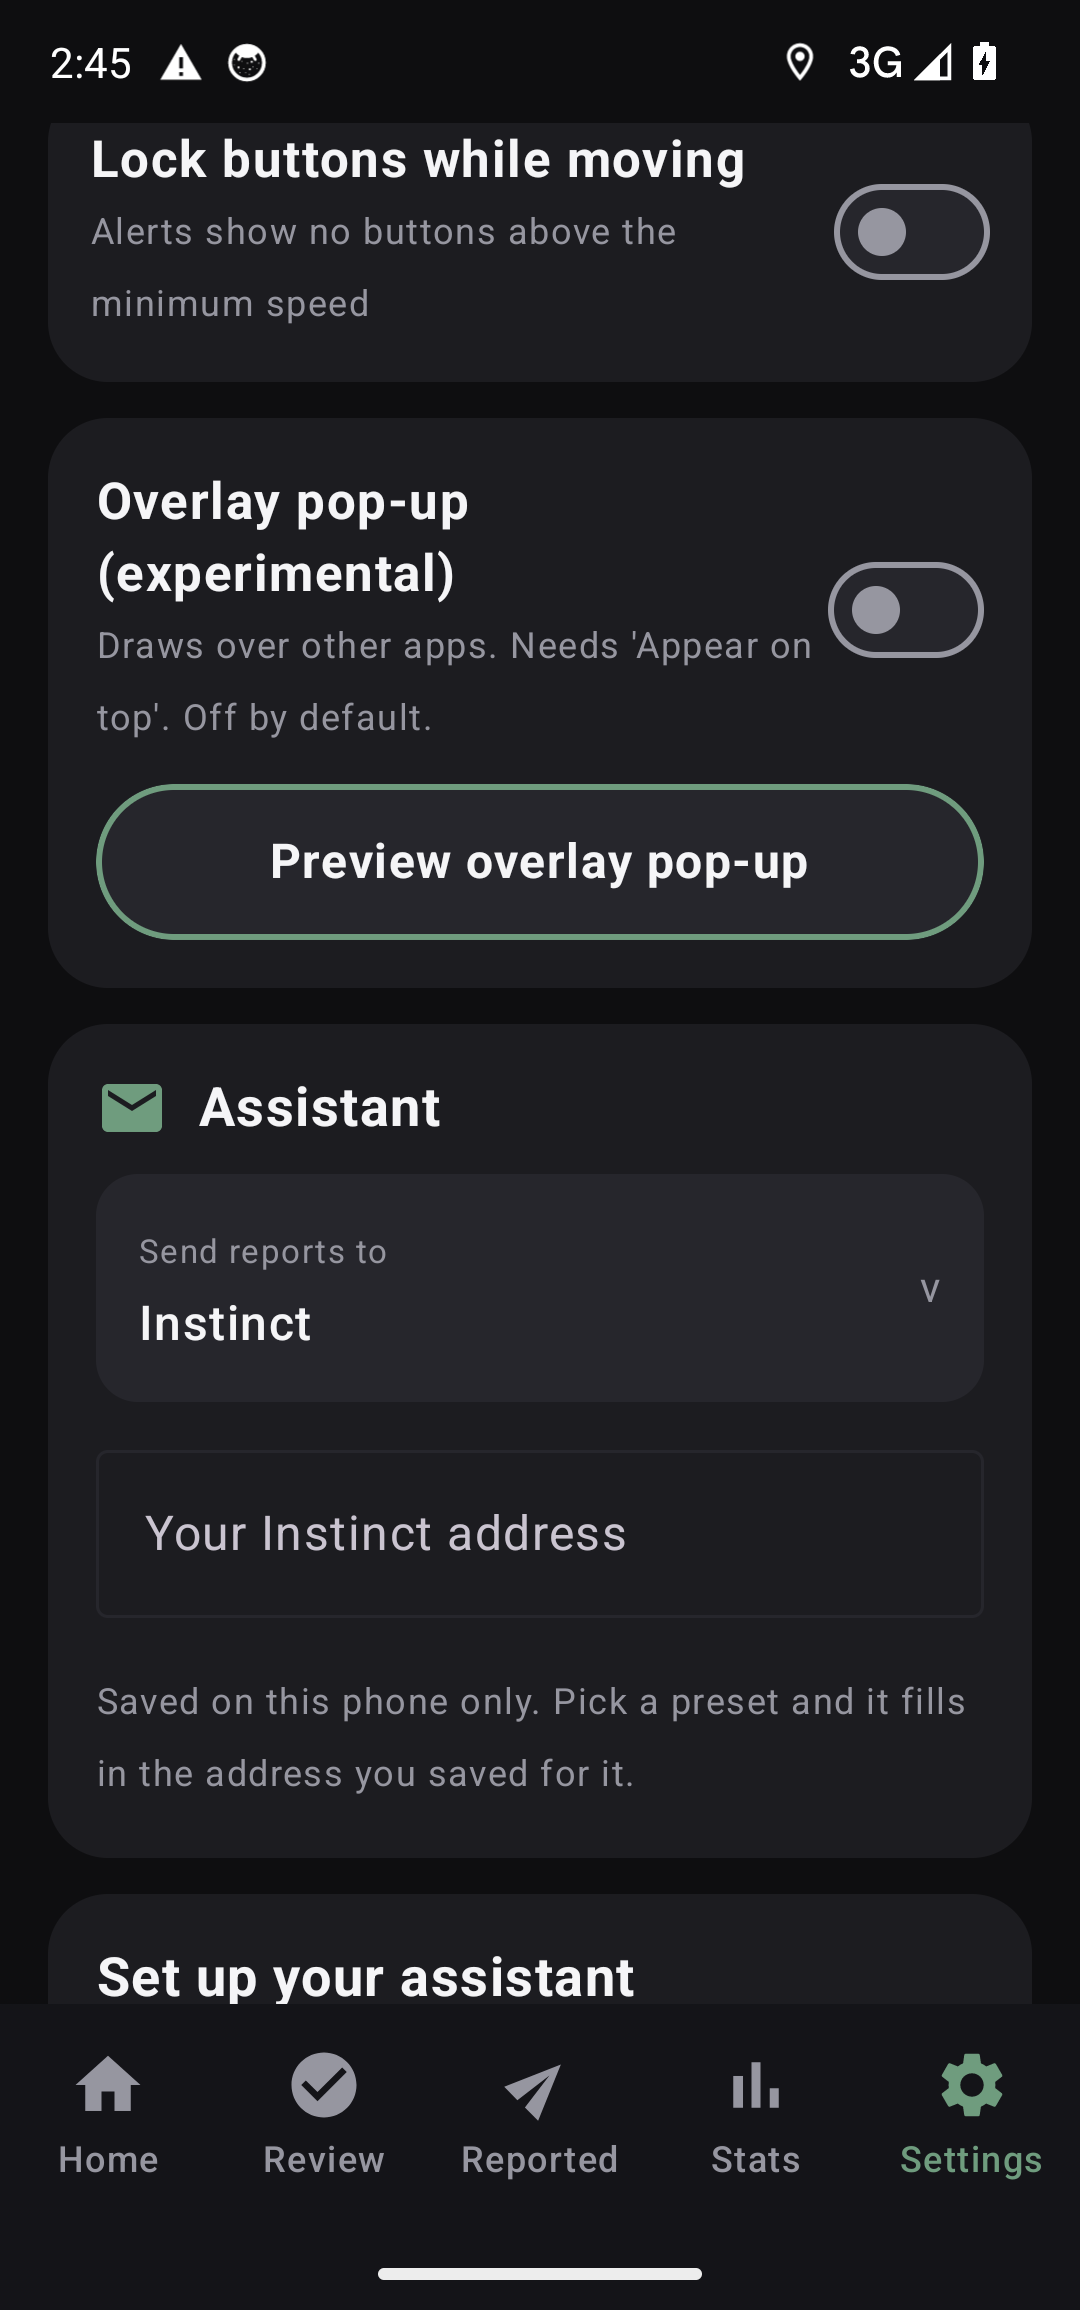 2:45
3G
Lock buttons while moving
Alerts show no buttons above the
minimum speed
Overlay pop-up
(experimental)
Draws over other apps. Needs 'Appear on
top'. Off by default.
Preview overlay pop-up
Assistant
Send reports to
Instinct
v
Your Instinct address
Saved on this phone only. Pick a preset and it fills
in the address you saved for it.
Set up your assistant
Home
Review
Reported
Stats
Settings